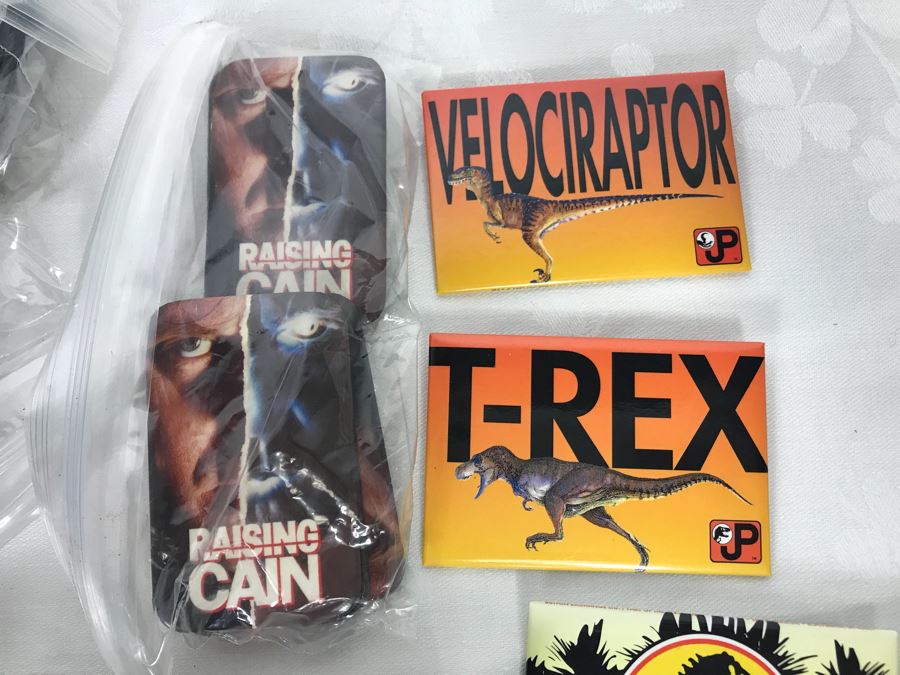 RAISING
CAIN
RAISING
CAIN
VELOCIRAPTOR
JP
T-REX
JP